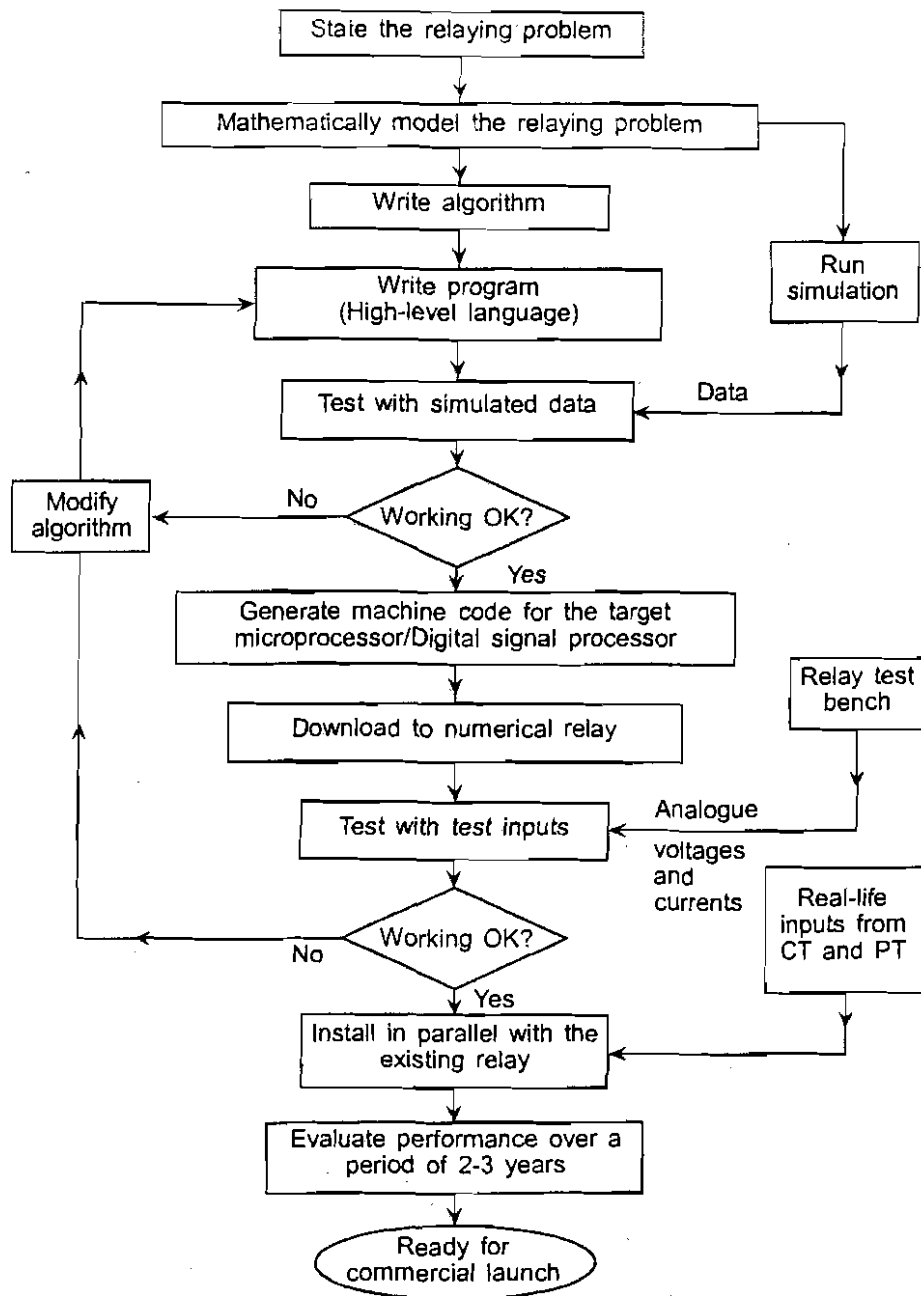 State the relaying problem
Mathematically model the relaying problem
Write algorithm
Run
simulation
Write program
(High-level language)
Data
Test with simulated data
No
Modify
algorithm
Working OK?
Yes
Generate machine code for the target
microprocessor/Digital signal processor
Relay test
bench
Download to numerical relay
Analogue
voltages
and
currents
Test with test inputs
Real-life
inputs from
CT and PT
Working OK?
No
Yes
Install in parallel with the
existing relay
Evaluate performance over a
period of 2-3 years
Ready for
commercial launch